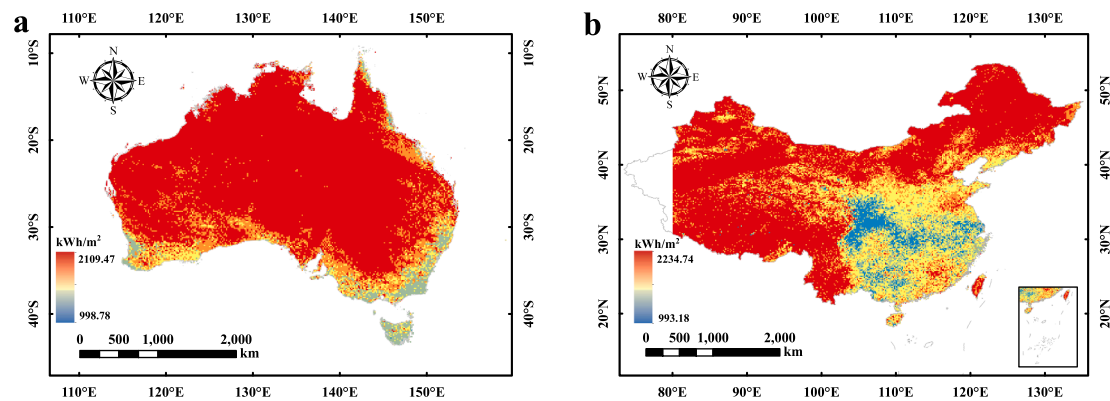 a
110°E 120°E 130°E 140°E 150°E
10°S
20°S
30°S
40°S
N
W E
S
kWh/m²
2109.47
998.78
0 500 1,000 2,000
km
10°S
20°S
30°S
40°S
110°E 120°E 130°E 140°E 150°E
b
80°E 90°E 100°E 110°E 120°E 130°E
50°N
40°N
30°N
20°N
N
W E
S
kWh/m²
2234.74
993.18
0 500 1,000 2,000
km
50°N
40°N
30°N
20°N
80°E 90°E 100°E 110°E 120°E 130°E